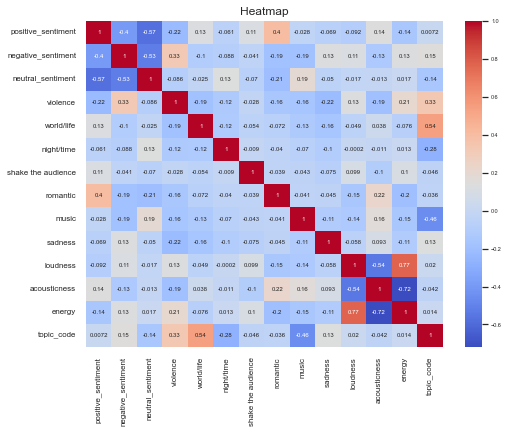 Heatmap
positive_sentiment 1 -0.4 -0.57 -0.22 0.13 -0.061 0.11 0.4 -0.028 -0.069 -0.092 0.14 -0.14 0.0072
negative_sentiment -0.4 1 -0.53 0.33 -0.1 -0.088 -0.041 -0.19 -0.19 0.13 0.11 -0.13 0.13 0.15
neutral_sentiment -0.57 -0.53 1 -0.086 -0.025 0.13 -0.07 -0.21 0.19 -0.05 -0.017 -0.013 0.017 -0.14
violence -0.22 0.33 -0.086 1 -0.19 -0.12 -0.028 -0.16 -0.16 -0.22 0.13 -0.19 0.21 0.33
world/life 0.13 -0.1 -0.025 -0.19 1 -0.12 -0.054 -0.072 -0.13 -0.16 -0.049 0.038 -0.078 0.54
night/time -0.061 -0.088 0.13 -0.12 -0.12 1 -0.009 -0.04 -0.07 -0.1 -0.0002 -0.011 0.013 -0.28
shake the audience 0.11 -0.041 -0.07 -0.028 -0.054 -0.009 1 -0.039 -0.043 -0.075 0.099 -0.1 0.1 -0.046
romantic 0.4 -0.19 -0.21 -0.16 -0.072 -0.04 -0.039 1 -0.041 -0.045 -0.15 0.22 -0.2 -0.036
music -0.028 -0.19 0.19 -0.16 -0.13 -0.07 -0.043 -0.041 1 -0.11 -0.14 0.16 -0.15 -0.46
sadness -0.069 0.13 -0.05 -0.22 -0.16 -0.1 -0.075 -0.045 -0.11 1 -0.058 0.093 -0.11 0.13
loudness -0.092 0.11 -0.017 0.13 -0.049 -0.0002 0.099 -0.15 -0.14 -0.058 1 -0.54 0.77 0.02
acousticness 0.14 -0.13 -0.013 -0.19 0.038 -0.011 -0.1 0.22 0.16 0.093 -0.54 1 -0.72 -0.042
energy -0.14 0.13 0.017 0.21 -0.078 0.013 0.1 -0.2 -0.15 -0.11 0.77 -0.72 1 0.014
topic_code 0.0072 0.15 -0.14 0.33 0.54 -0.28 -0.046 -0.036 -0.46 0.13 0.02 -0.042 0.014 1
positive_sentiment negative_sentiment neutral_sentiment violence world/life night/time shake the audience romantic music sadness loudness acousticness energy topic_code
1.0
0.8
0.6
0.4
0.2
0.0
-0.2
-0.4
-0.6